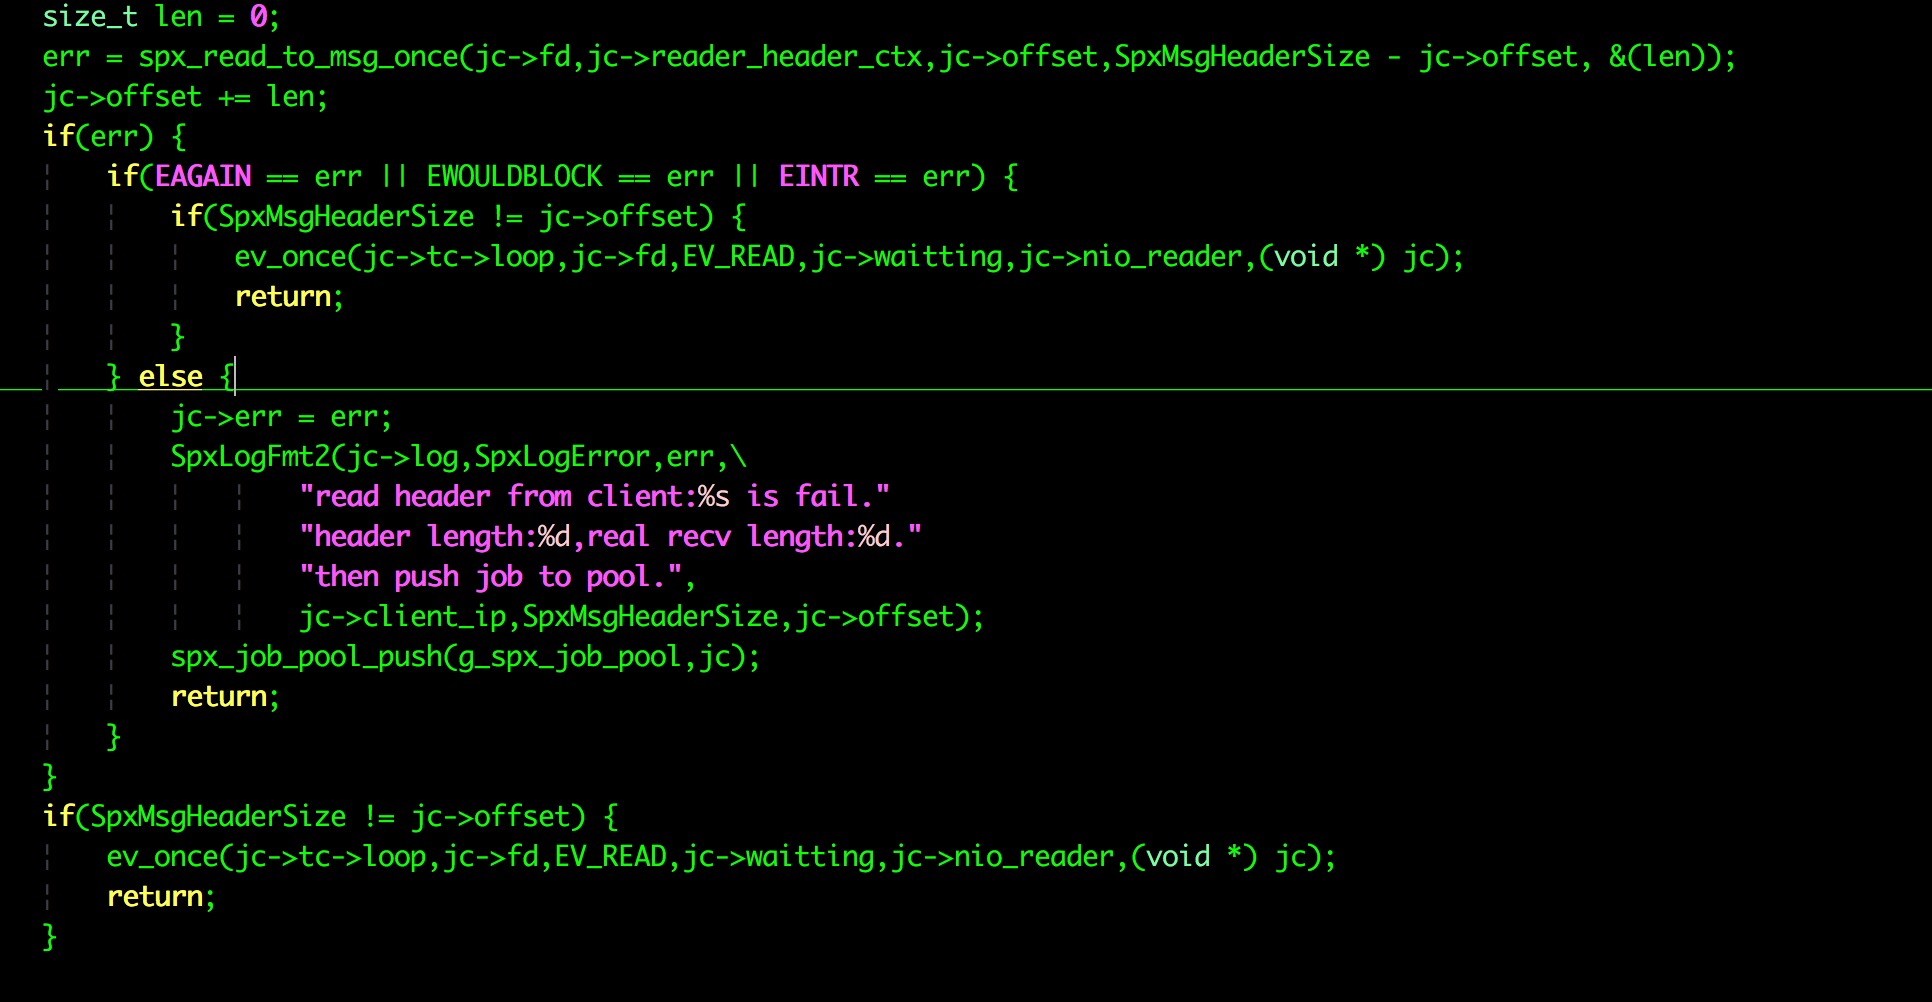 size_t len = 0;
err = spx_read_to_msg_once(jc->fd,jc->reader_header_ctx,jc->offset,SpxMsgHeaderSize - jc->offset, &(len));
jc->offset += len;
if(err) {
if(EAGAIN == err || EWOULDBLOCK == err || EINTR == err) {
if(SpxMsgHeaderSize != jc->offset) {
ev_once(jc->tc->loop,jc->fd,EV_READ,jc->waitting,jc->nio_reader,(void *) jc);
return;
}
} else {
jc->err = err;
SpxLogFmt2(jc->log,SpxLogError,err,\
"read header from client:%s is fail."
"header length:%d,real recv length:%d."
"then push job to pool.",
jc->client_ip,SpxMsgHeaderSize,jc->offset);
spx_job_pool_push(g_spx_job_pool,jc);
return;
}
}
if(SpxMsgHeaderSize != jc->offset) {
ev_once(jc->tc->loop,jc->fd,EV_READ,jc->waitting,jc->nio_reader,(void *) jc);
return;
}